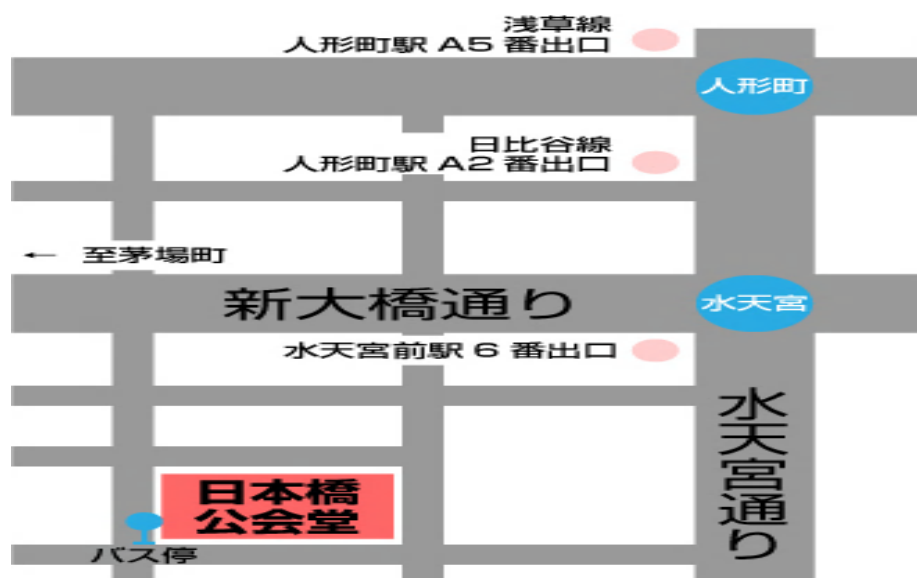 浅草線
人形町駅 A5 番出口
人形町
日比谷線
人形町駅 A2 番出口
← 至茅場町
新大橋通り
水天宮
水天宮前駅 6 番出口
水天宮通り
日本橋
公会堂
バス停